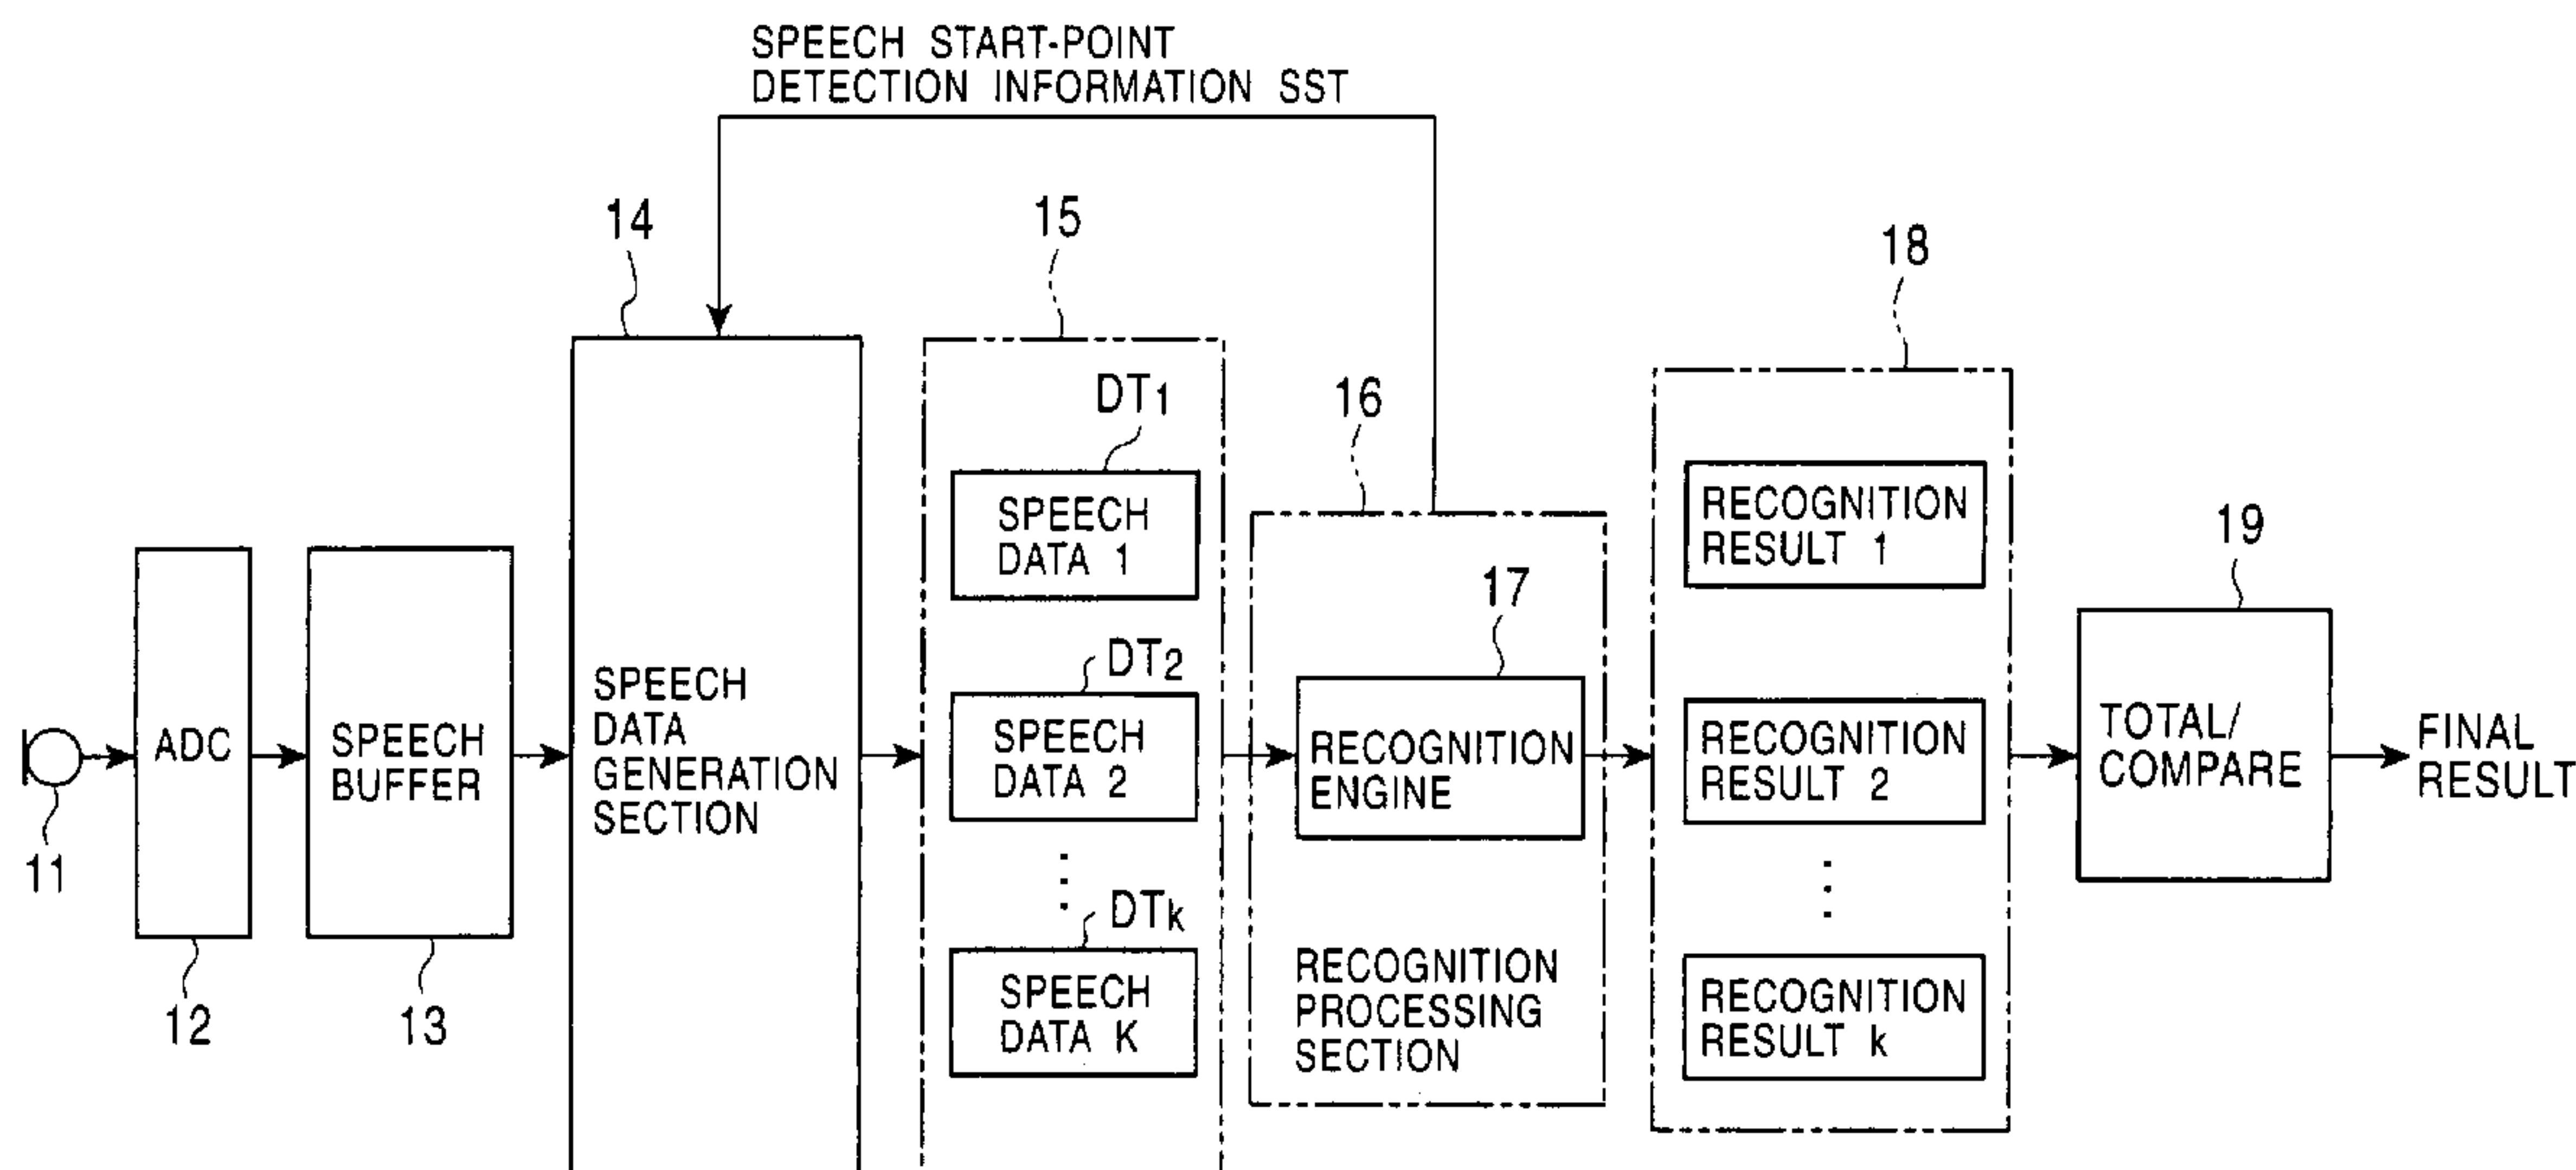 SPEECH START-POINT
DETECTION INFORMATION SST
14
15
18
DT1
16
SPEECH
DATA 1
RECOGNITION
RESULT 1
19
17
DT2
SPEECH
DATA
GENERATION
SECTION
ADC
SPEECH
BUFFER
SPEECH
DATA 2
RECOGNITION
ENGINE
RECOGNITION
RESULT 2
TOTAL/
COMPARE
FINAL
RESULT
11
DTk
12
13
SPEECH
DATA K
RECOGNITION
PROCESSING
SECTION
RECOGNITION
RESULT k